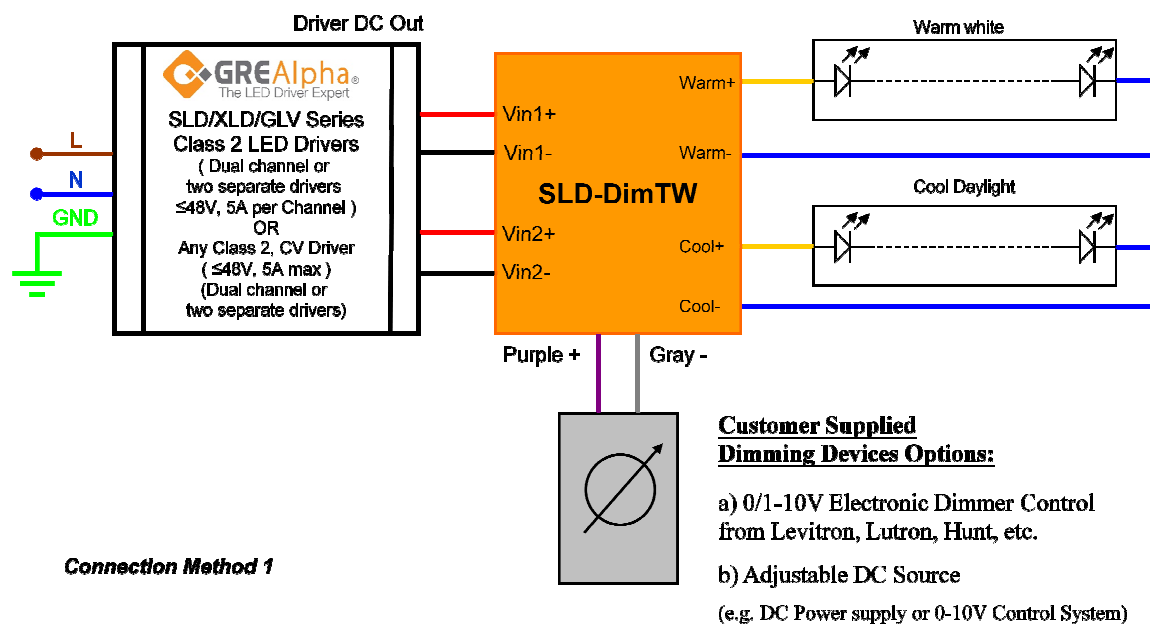 Driver DC Out
GREAlpha®
The LED Driver Expert
SLD/XLD/GLV Series
Class 2 LED Drivers
( Dual channel or
two separate drivers
≤48V, 5A per Channel )
OR
Any Class 2, CV Driver
( ≤48V, 5A max )
(Dual channel or
two separate drivers)
L
N
GND
Vin1+
Vin1-
Vin2+
Vin2-
SLD-DimTW
Warm+
Warm-
Cool+
Cool-
Warm white
Cool Daylight
Purple +
Gray -
Customer Supplied
Dimming Devices Options:
a) 0/1-10V Electronic Dimmer Control
from Levitron, Lutron, Hunt, etc.
b) Adjustable DC Source
(e.g. DC Power supply or 0-10V Control System)
Connection Method 1